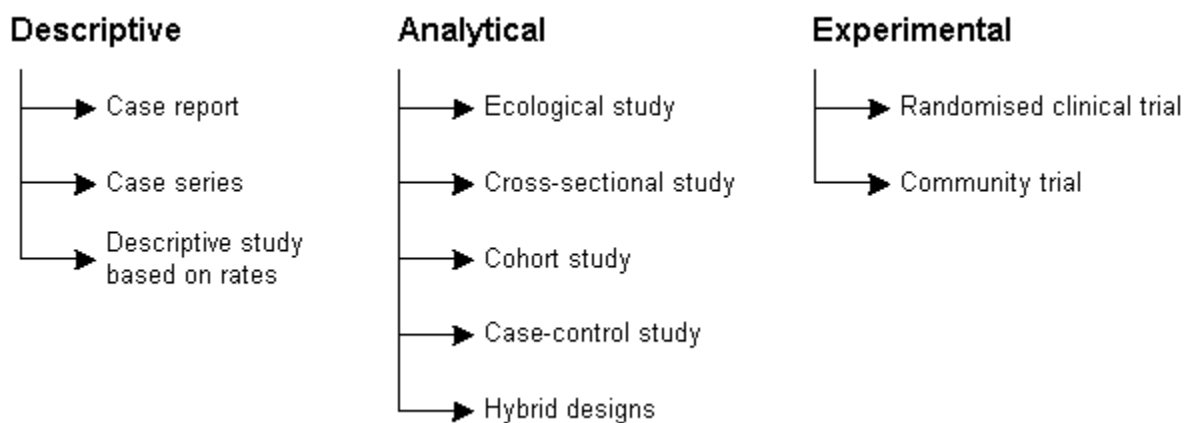 Descriptive
Case report
Case series
Descriptive study
based on rates
Analytical
Ecological study
Cross-sectional study
Cohort study
Case-control study
Hybrid designs
Experimental
Randomised clinical trial
Community trial